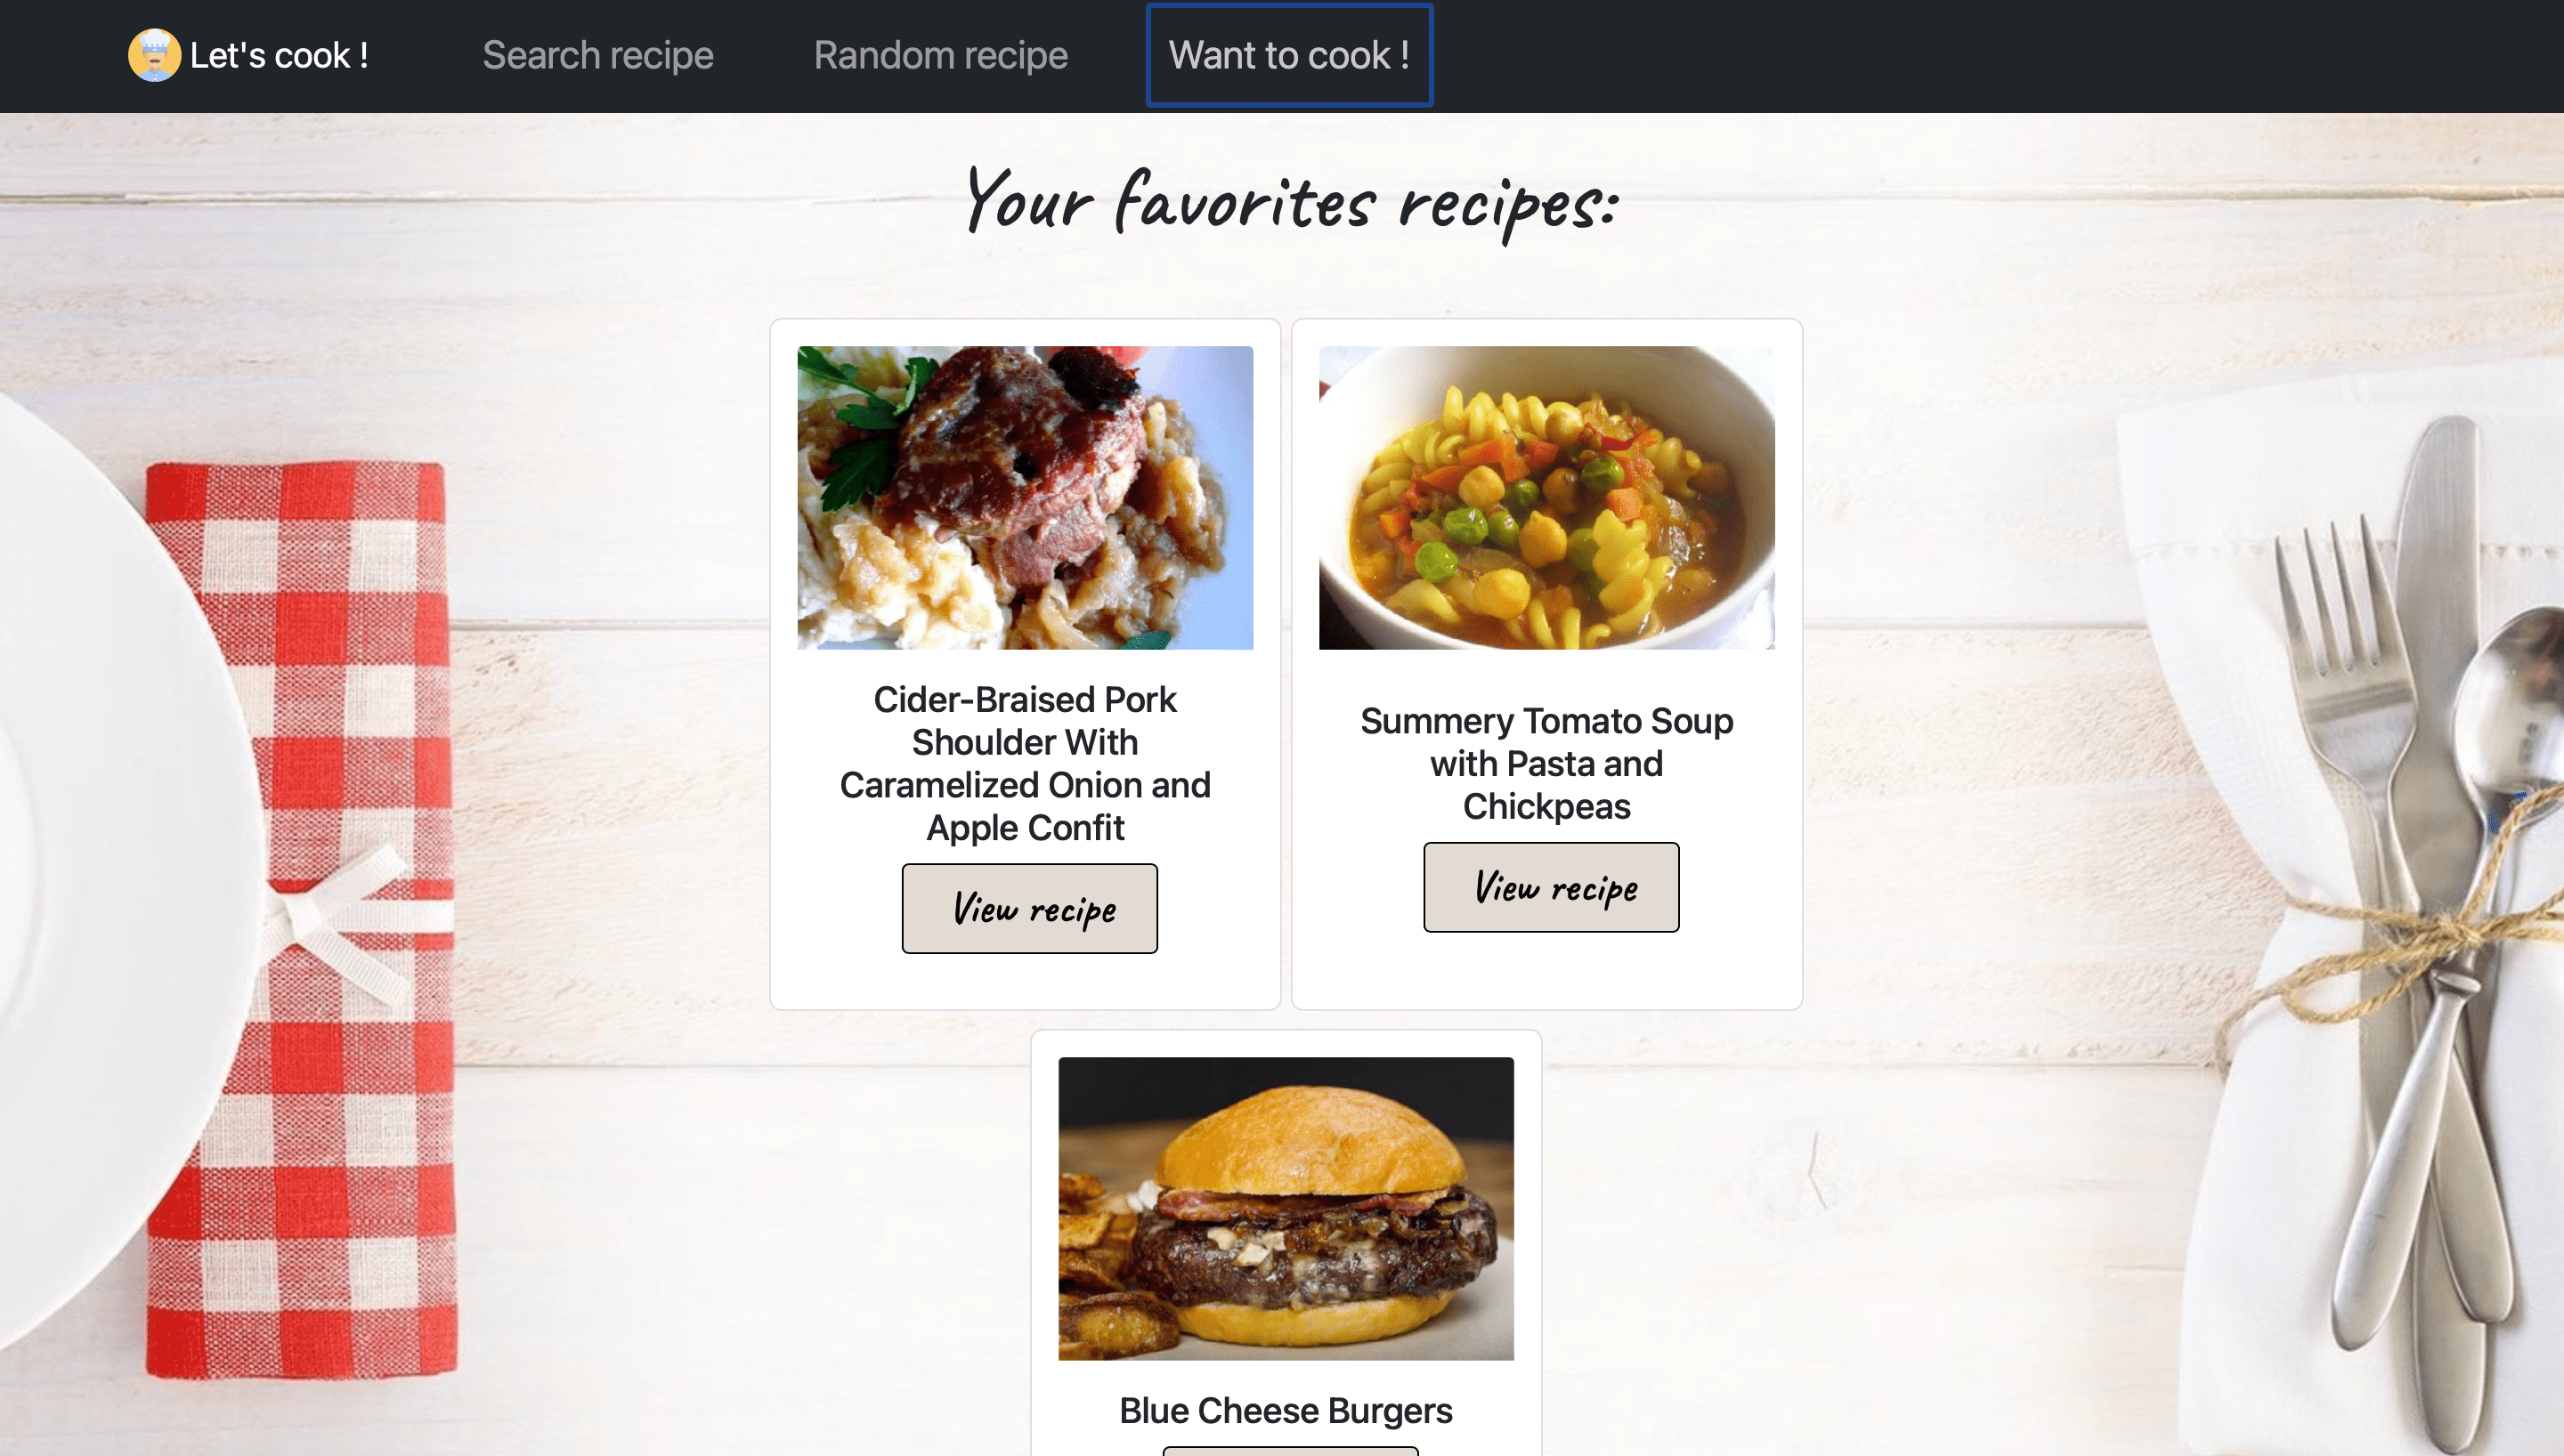 Let's cook !
Search recipe
Random recipe
Want to cook !
Your favorites recipes:
Cider-Braised Pork
Shoulder With
Caramelized Onion and
Apple Confit
View recipe
Summery Tomato Soup
with Pasta and
Chickpeas
View recipe
Blue Cheese Burgers